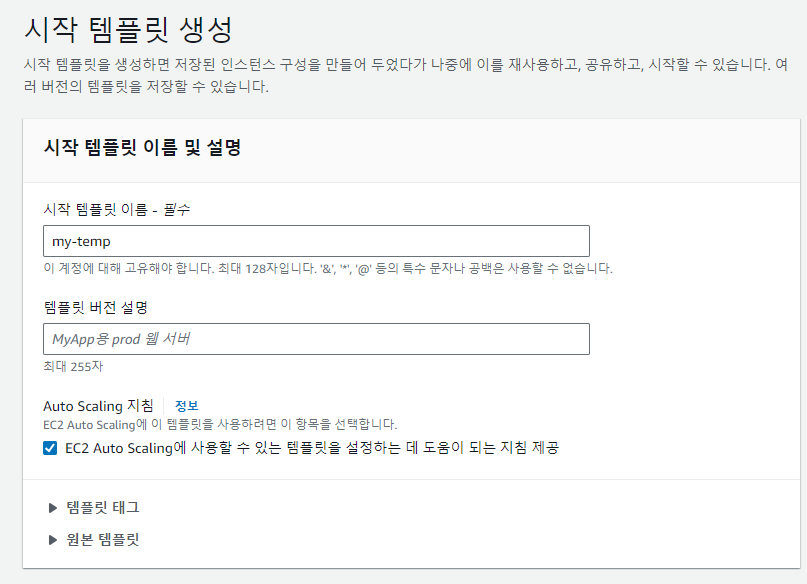 시작 템플릿 생성
시작 템플릿을 생성하면 저장된 인스턴스 구성을 만들어 두었다가 나중에 이를 재사용하고, 공유하고, 시작할 수 있습니다. 여
러 버전의 템플릿을 저장할 수 있습니다.
시작 템플릿 이름 및 설명
시작 템플릿 이름 - 필수
my-temp
이 계정에 대해 고유해야 합니다. 최대 128자입니다. '&', '*', '@' 등의 특수 문자나 공백은 사용할 수 없습니다.
템플릿 버전 설명
MyApp용 prod 웹 서버
최대 255자
Auto Scaling 지침 정보
EC2 Auto Scaling에 이 템플릿을 사용하려면 이 항목을 선택합니다.
EC2 Auto Scaling에 사용할 수 있는 템플릿을 설정하는 데 도움이 되는 지침 제공
템플릿 태그
원본 템플릿